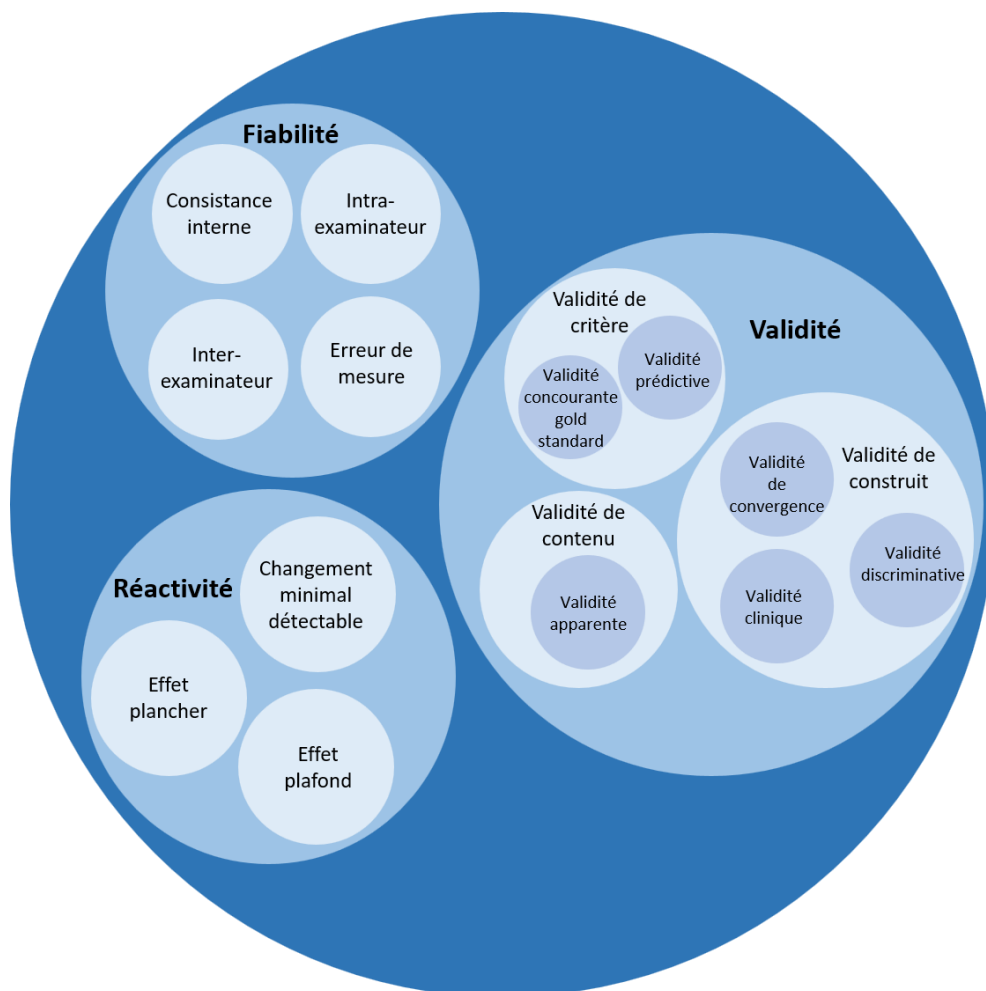 Fiabilité
Consistance
interne
Intra-
examinateur
Inter-
examinateur
Erreur de
mesure
Validité
Validité de
critère
Validité
concourante
gold
standard
Validité
prédictive
Validité de
construit
Validité
de
convergence
Validité
discriminative
Validité
clinique
Validité de
contenu
Validité
apparente
Réactivité
Changement
minimal
détectable
Effet
plancher
Effet
plafond